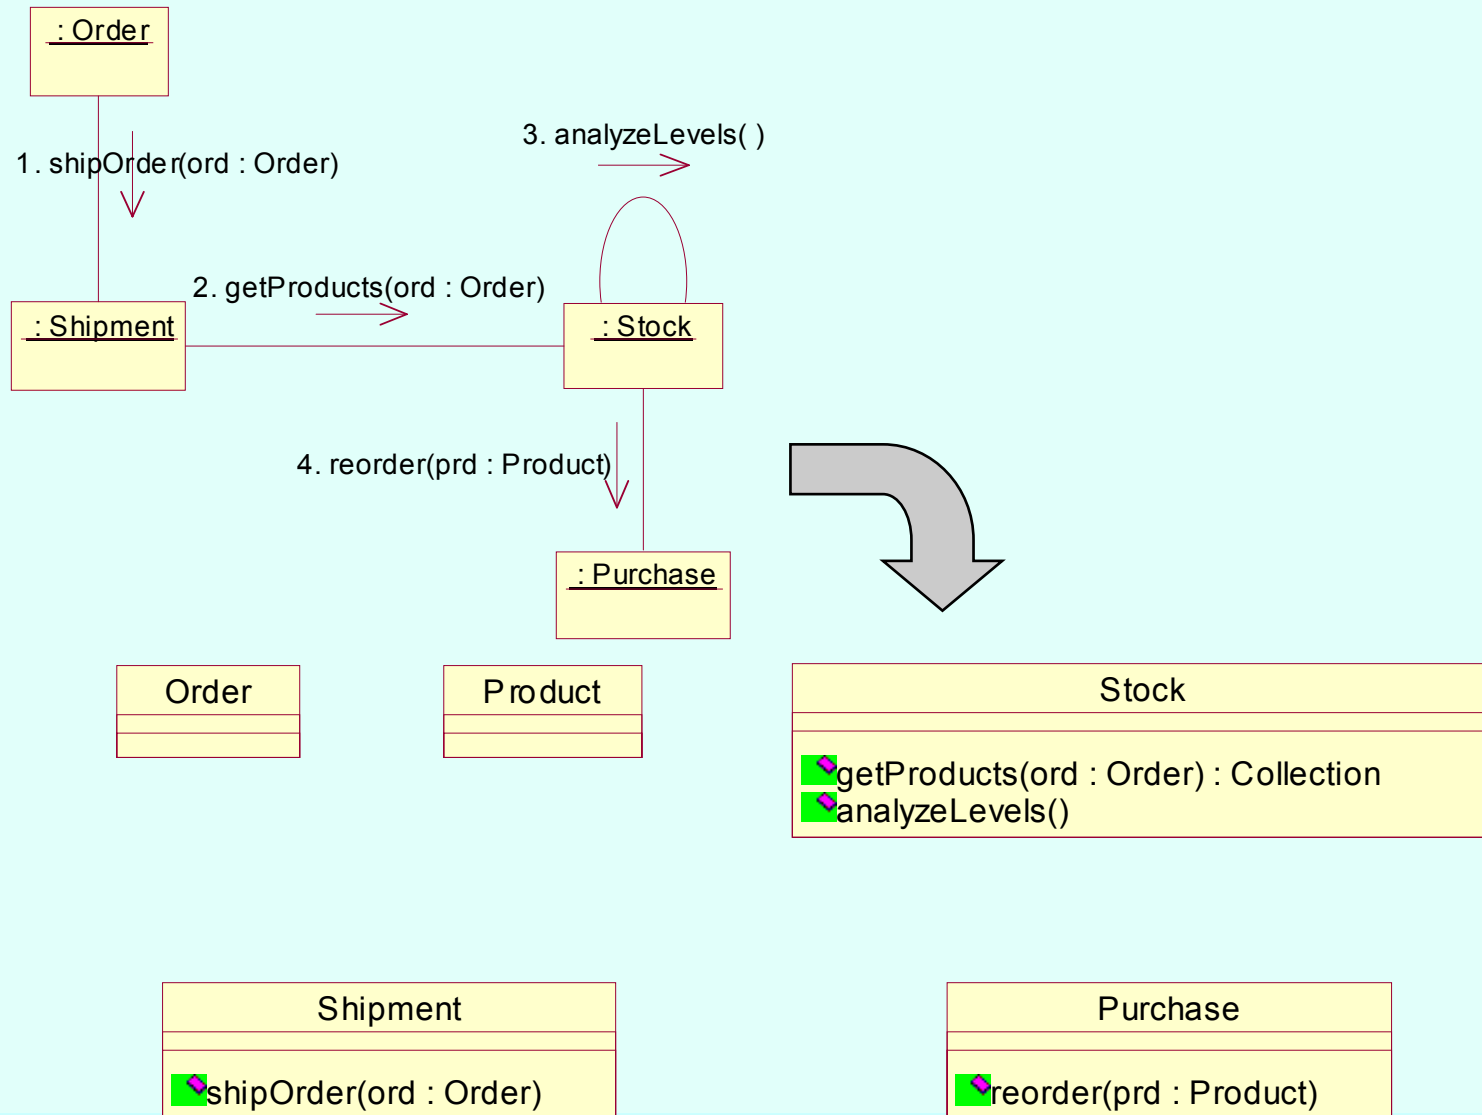 : Order
3. analyzeLevels( )
1. shipOrder(ord : Order)
2. getProducts(ord : Order)
: Shipment
: Stock
4. reorder(prd : Product)
: Purchase
Order
Product
Stock
getProducts(ord : Order) : Collection
analyzeLevels()
Shipment
Purchase
shipOrder(ord : Order)
reorder(prd : Product)